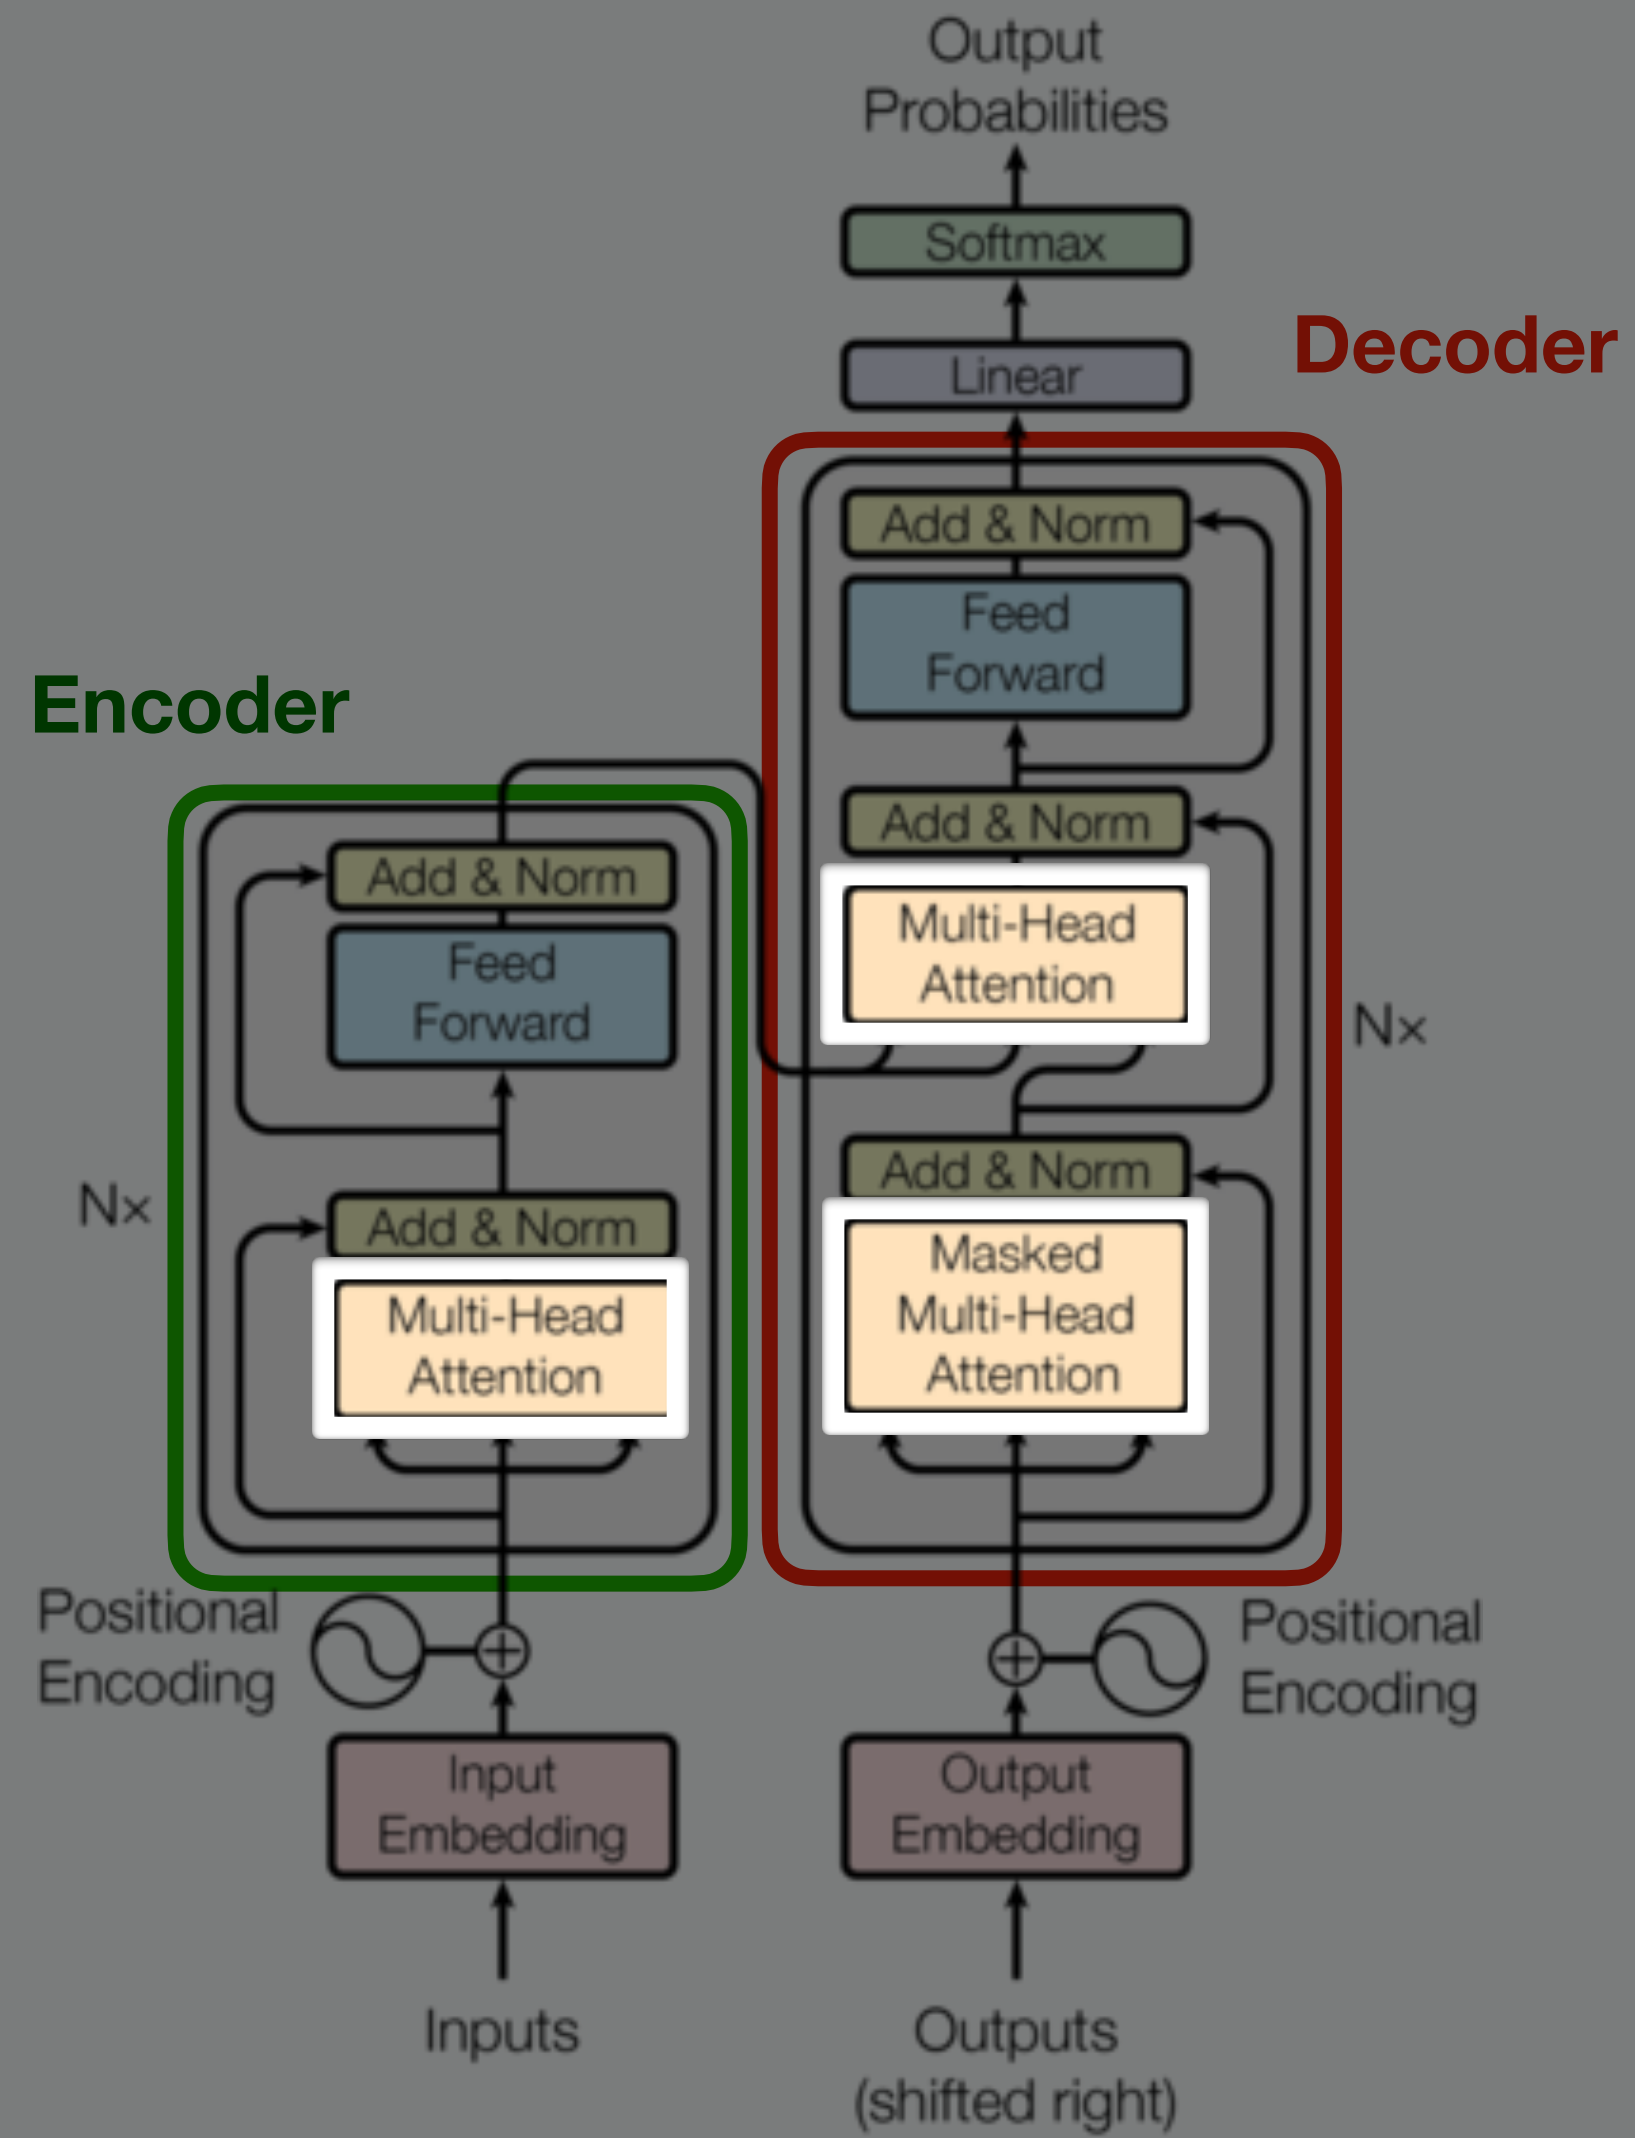 Output
Probabilities
Softmax
Linear
Decoder
Add & Norm
Feed
Forward
Add & Norm
Multi-Head
Attention
Nx
Add & Norm
Masked
Multi-Head
Attention
Encoder
Add & Norm
Feed
Forward
Nx
Add & Norm
Multi-Head
Attention
Positional
Encoding
Positional
Encoding
Input
Embedding
Output
Embedding
Inputs
Outputs
(shifted right)